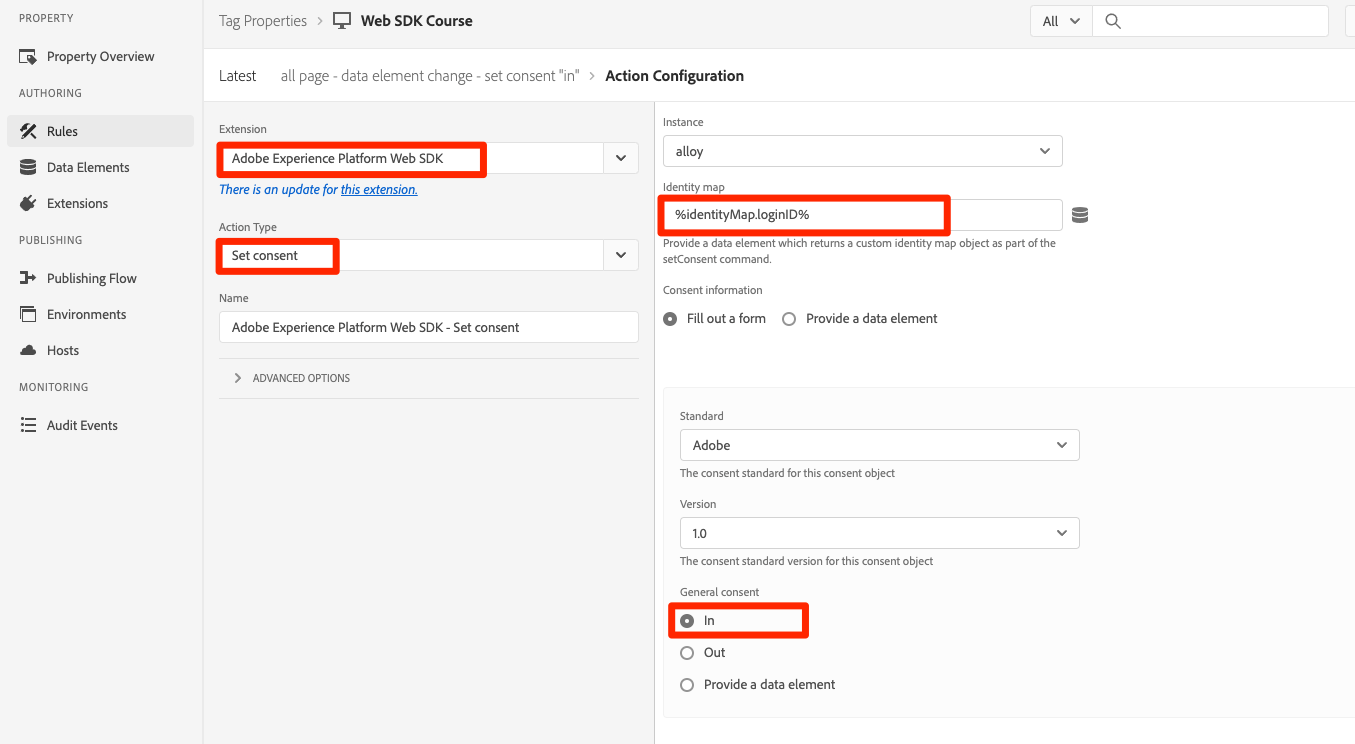 PROPERTY
Property Overview
AUTHORING
Rules
Data Elements
Extensions
PUBLISHING
Publishing Flow
Environments
Hosts
MONITORING
Audit Events
Tag Properties > Web SDK Course
All
Latest all page - data element change - set consent "in" > Action Configuration
Extension
Adobe Experience Platform Web SDK
There is an update for this extension.
Action Type
Set consent
Name
Adobe Experience Platform Web SDK - Set consent
ADVANCED OPTIONS
Instance
alloy
Identity map
%identityMap.loginID%
Provide a data element which returns a custom identity map object as part of the
setConsent command.
Consent information
Fill out a form Provide a data element
Standard
Adobe
The consent standard for this consent object
Version
1.0
The consent standard version for this consent object
General consent
In
Out
Provide a data element